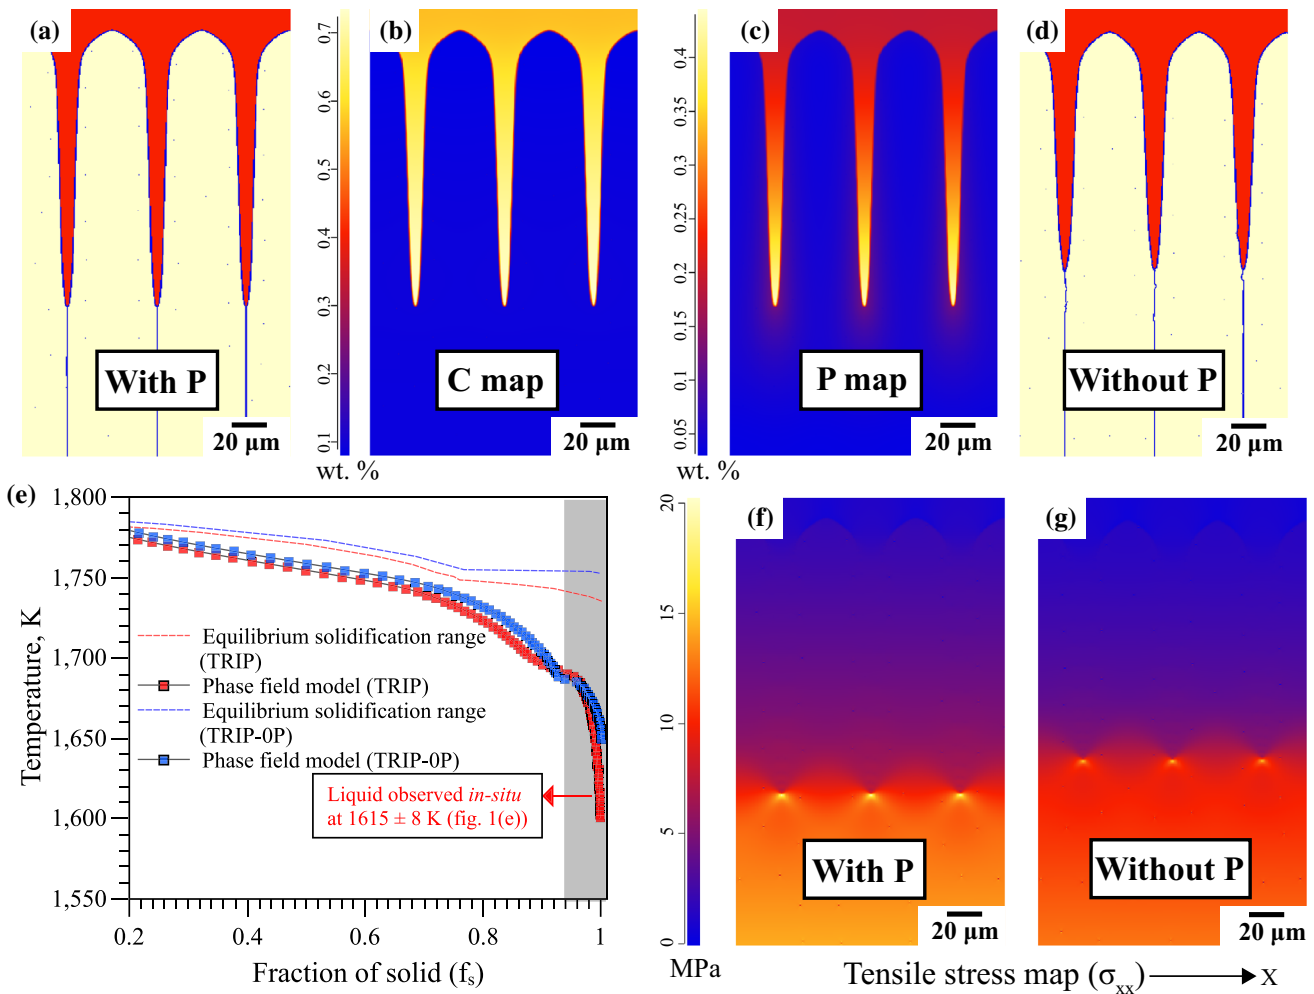 (a)
(b)
(c)
(d)
0.7
0.6
0.5
0.4
0.3
0.2
0.1
wt. %
0.4
0.35
0.3
0.25
0.2
0.15
0.1
0.05
wt. %
With P
C map
P map
Without P
20 µm
20 µm
20 µm
20 µm
(e)
1,800
1,750
1,700
1,650
1,600
1,550
Temperature, K
Equilibrium solidification range
(TRIP)
Phase field model (TRIP)
Equilibrium solidification range
(TRIP-0P)
Phase field model (TRIP-0P)
Liquid observed in-situ
at 1615 ± 8 K (fig. 1(e))
0.2
0.4
0.6
0.8
1
Fraction of solid (fs)
20
15
10
5
0
MPa
(f)
(g)
With P
Without P
20 µm
20 µm
Tensile stress map (σxx)
X